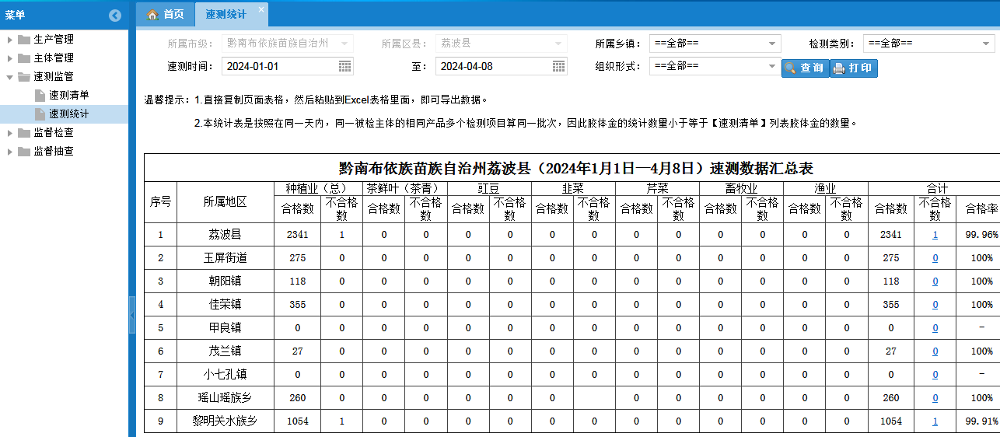 菜单
首页
速测统计
生产管理
主体管理
速测监管
速测清单
速测统计
监督检查
监督抽查
所属市级： 黔南布依族苗族自治州 所属区县： 荔波县 所属乡镇： ==全部== 检测类别： ==全部==
速测时间： 2024-01-01 至： 2024-04-08 组织形式： ==全部== 查询 打印
温馨提示：1.直接复制页面表格，然后粘贴到Excel表格里面，即可导出数据。
2.本统计表是按照在同一天内，同一被检主体的相同产品多个检测项目算同一批次，因此胶体金的统计数量小于等于【速测清单】列表胶体金的数量。
黔南布依族苗族自治州荔波县（2024年1月1日—4月8日）速测数据汇总表
序号 所属地区 种植业（总） 茶鲜叶（茶青） 豇豆 韭菜 芹菜 畜牧业 渔业 合计
合格数 不合格数 合格数 不合格数 合格数 不合格数 合格数 不合格数 合格数 不合格数 合格数 不合格数 合格数 不合格数 合格数 不合格数 合格率
1 荔波县 2341 1 0 0 0 0 0 0 0 0 0 0 0 0 2341 1 99.96%
2 玉屏街道 275 0 0 0 0 0 0 0 0 0 0 0 0 0 275 0 100%
3 朝阳镇 118 0 0 0 0 0 0 0 0 0 0 0 0 0 118 0 100%
4 佳荣镇 355 0 0 0 0 0 0 0 0 0 0 0 0 0 355 0 100%
5 甲良镇 0 0 0 0 0 0 0 0 0 0 0 0 0 0 0 0 -
6 茂兰镇 27 0 0 0 0 0 0 0 0 0 0 0 0 0 27 0 100%
7 小七孔镇 0 0 0 0 0 0 0 0 0 0 0 0 0 0 0 0 -
8 瑶山瑶族乡 260 0 0 0 0 0 0 0 0 0 0 0 0 260 0 100%
9 黎明关水族乡 1054 1 0 0 0 0 0 0 0 0 0 0 0 0 1054 1 99.91%